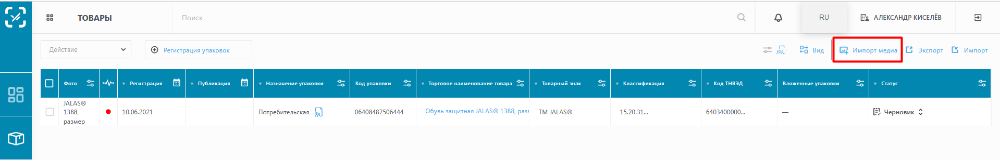 ТОВАРЫ
Поиск
RU
АЛЕКСАНДР КИСЕЛЁВ
Действие
Регистрация упаковок
Вид
Импорт медиа
Экспорт
Импорт
Фото
Регистрация
Публикация
Назначение упаковки
Код упаковки
Торговое наименование товара
Товарный знак
Классификация
Код ТНВЭД
Вложенные упаковки
Статус
JALAS®
1388,
размер
10.06.2021
Потребительская
06408487506444
Обувь защитная JALAS® 1388, разм
ТМ JALAS®
15.20.31...
6403400000...
—
Черновик